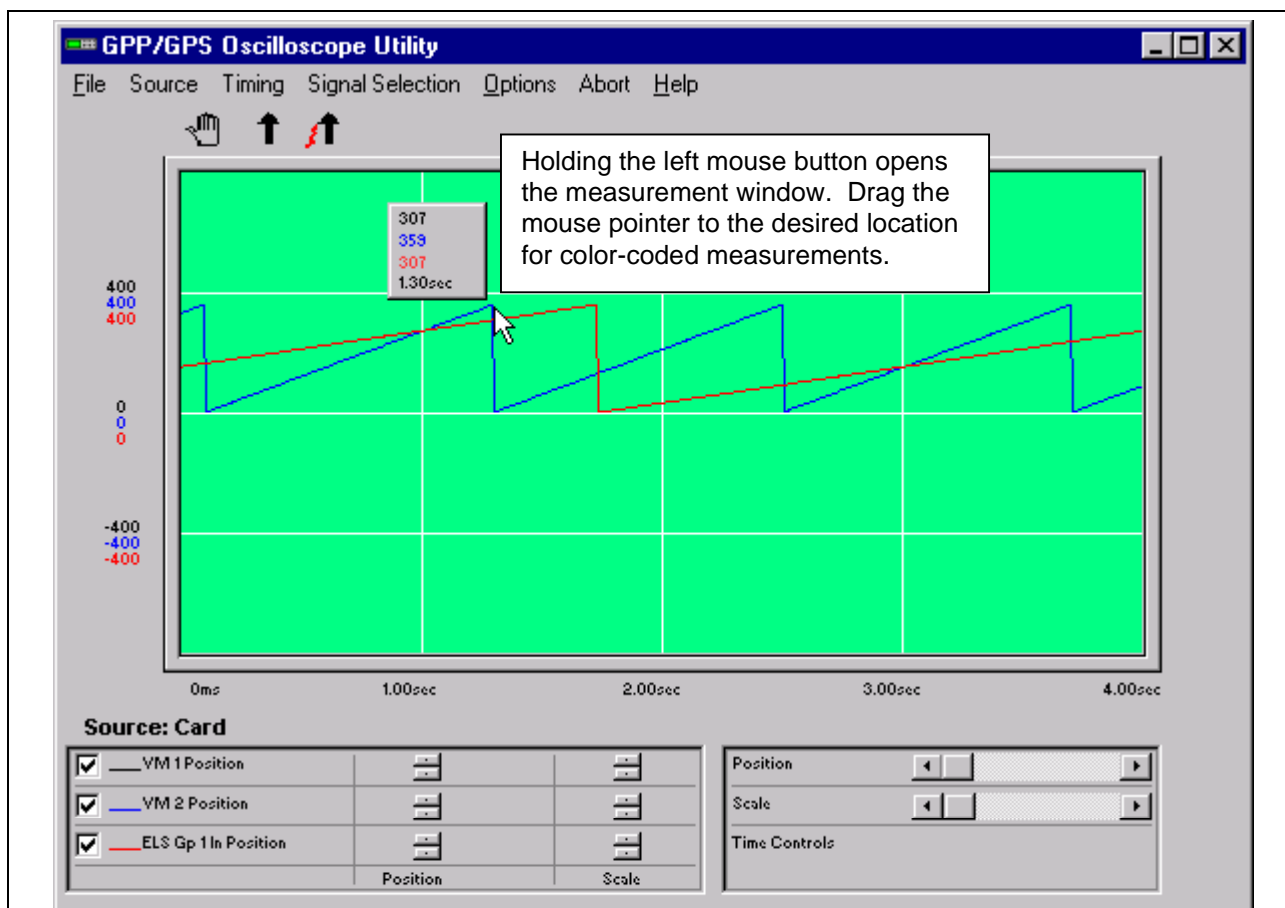 GPP/GPS Oscilloscope Utility
File Source Timing Signal Selection Options Abort Help
Holding the left mouse button opens
the measurement window. Drag the
mouse pointer to the desired location
for color-coded measurements.
307
359
307
1.30sec
400
400
400
0
0
0
-400
-400
-400
0ms 1.00sec 2.00sec 3.00sec 4.00sec
Source: Card
VM 1 Position
VM 2 Position
ELS Gp 1 In Position
Position Scale
Position
Scale
Time Controls